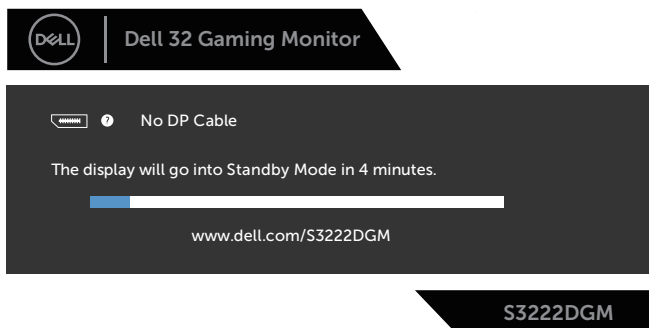 DELL
Dell 32 Gaming Monitor
? No DP Cable
The display will go into Standby Mode in 4 minutes.
www.dell.com/S3222DGM
S3222DGM